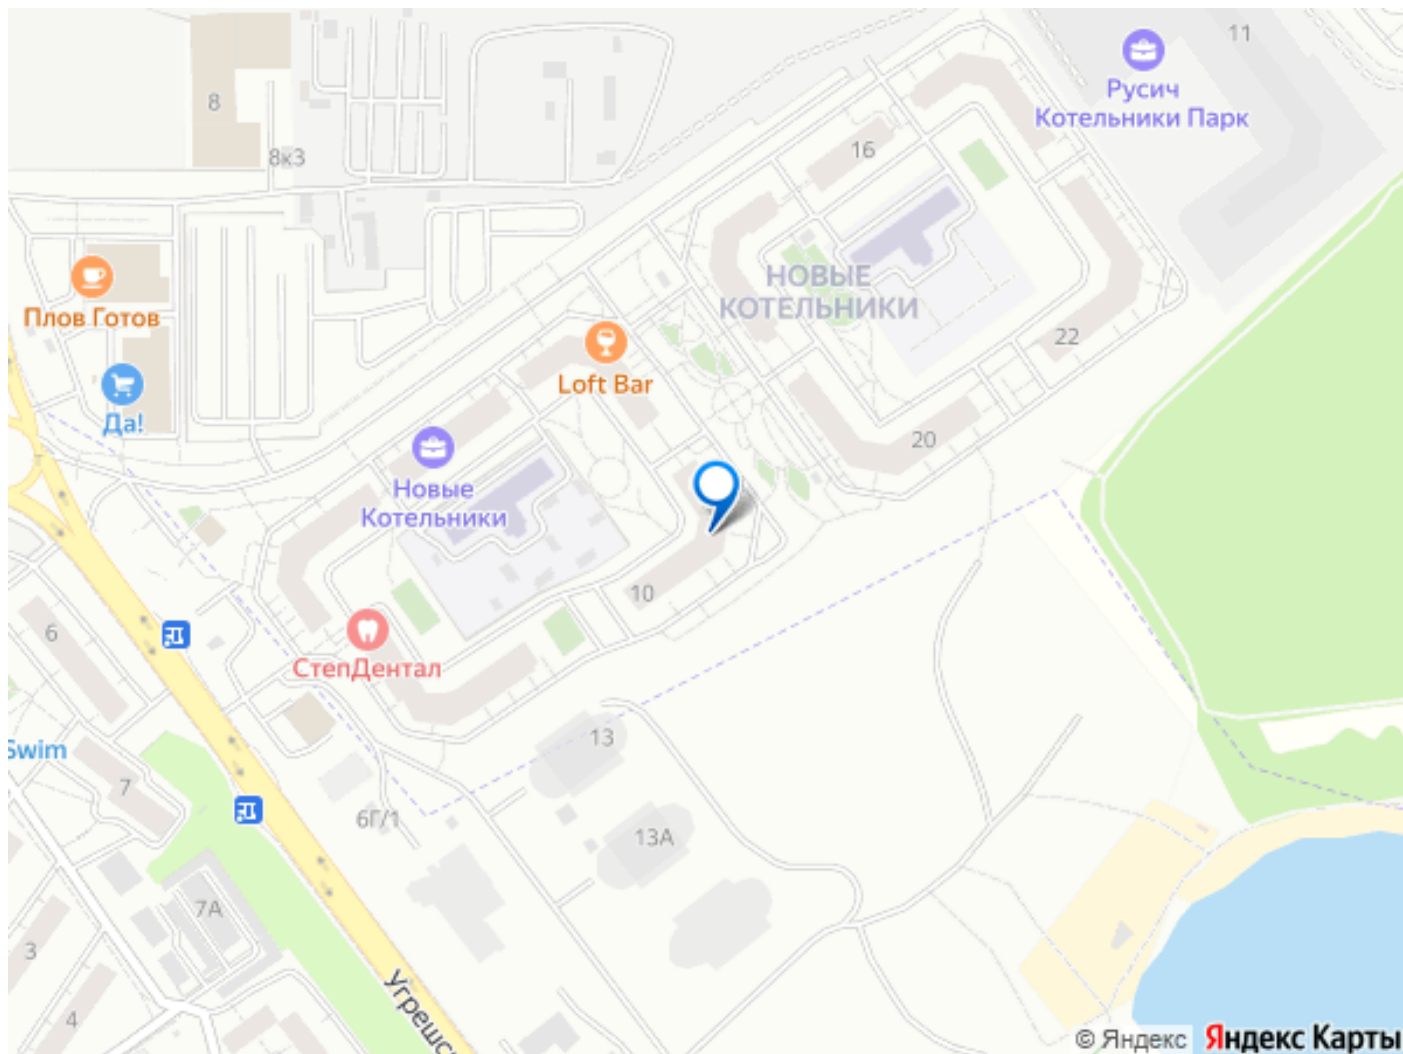 11
Русич
Котельники Парк
8
8к3
16
НОВЫЕ
КОТЕЛЬНИКИ
Плов Готов
22
Loft Bar
Да!
20
Новые
Котельники
10
6
СтепДентал
13
Swim
7
6Г/1
13А
7А
3
4
Угрешс
© Яндекс
Яндекс Карты